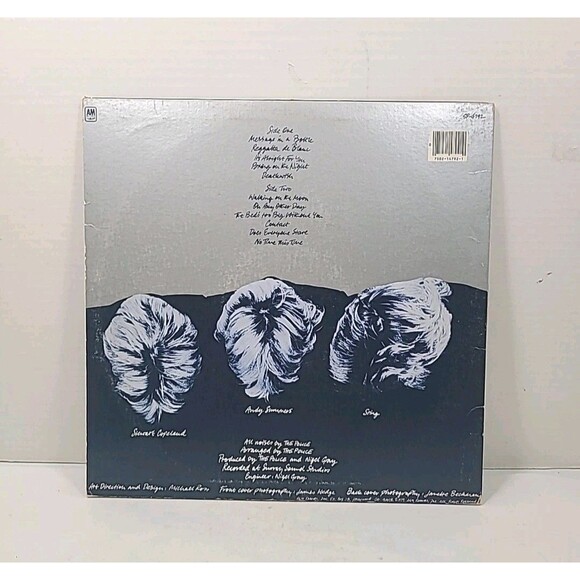 AM
SP-4792
Side One
Message in a Bottle
Reggatta de Blanc
It's Alright for You
Bring on the Night
Deathwish
Side Two
Walking on the Moon
On Any Other Day
The Bed's too Big Without You
Contact
Does Everyone Stare
No Time this Time
Stewart Copeland
Andy Summers
Sting
All noises by THE POLICE
Arranged by THE POLICE
Produced by THE POLICE and Nigel Gray
Recorded at Surrey Sound Studios
Engineer: Nigel Gray
Art Direction and Design: Michael Ross Front cover photography: James Wedge Back cover photography: Janette Beckman